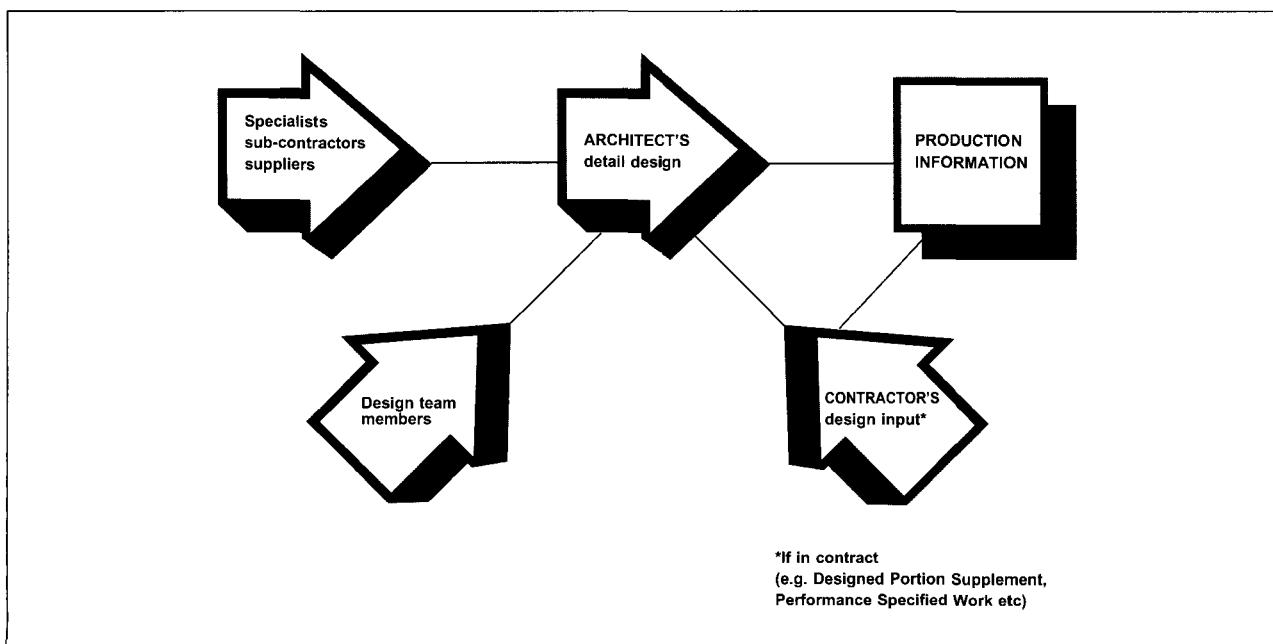 Specialists
sub-contractors
suppliers
ARCHITECT'S
detail design
PRODUCTION
INFORMATION
Design team
members
CONTRACTOR'S
design input*
*If in contract
(e.g. Designed Portion Supplement,
Performance Specified Work etc)